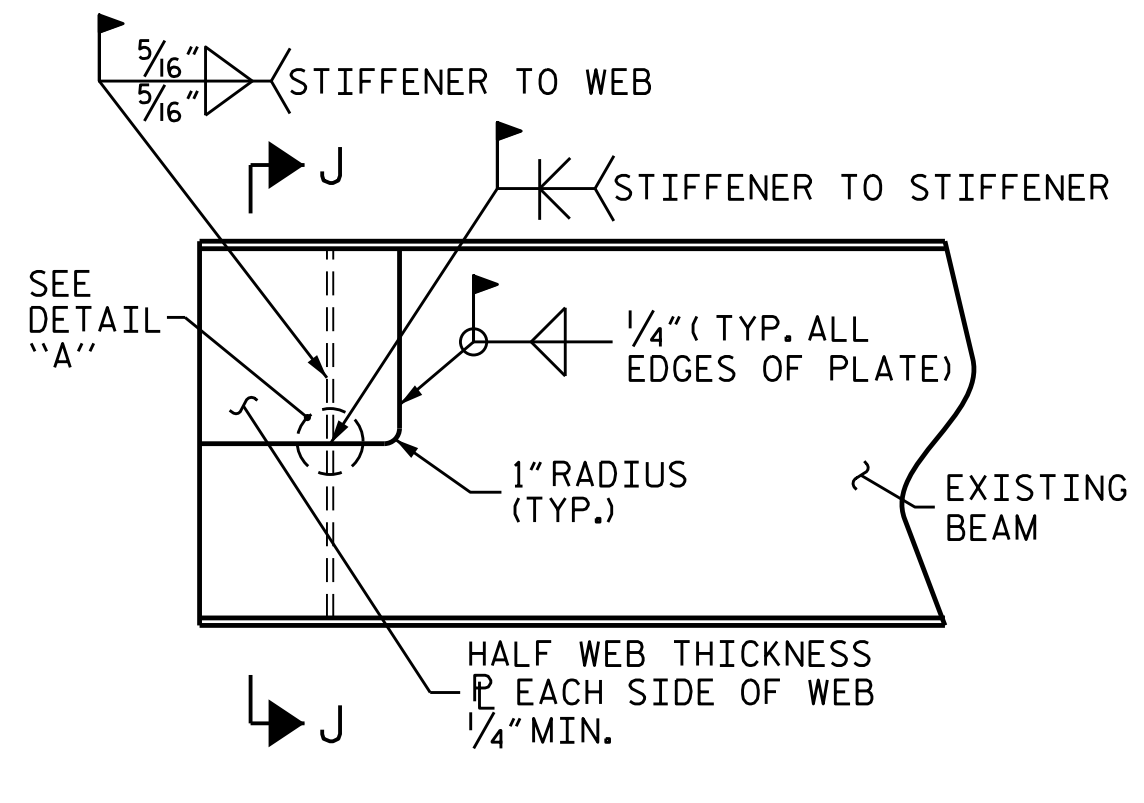 5/16"
5/16"
STIFFENER TO WEB
J
STIFFENER TO STIFFENER
SEE
DETAIL
"A"
1/4" (TYP. ALL
EDGES OF PLATE)
1" RADIUS
(TYP.)
EXISTING
BEAM
HALF WEB THICKNESS
PL EACH SIDE OF WEB
1/4" MIN.
J